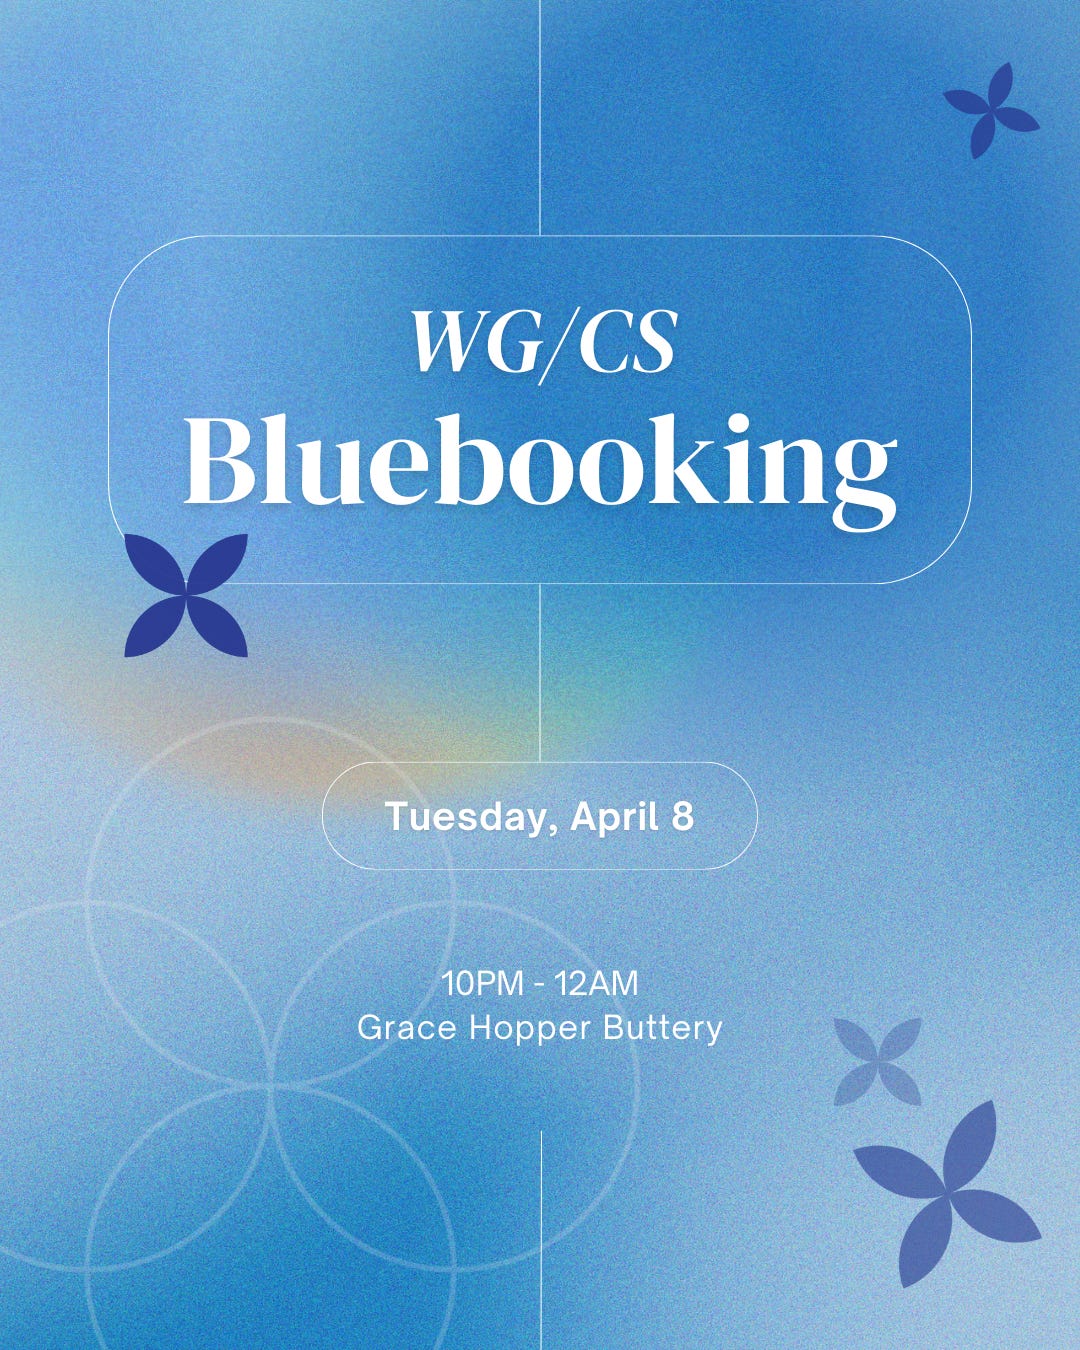 WG/CS
Bluebooking
Tuesday, April 8
10PM - 12AM
Grace Hopper Buttery